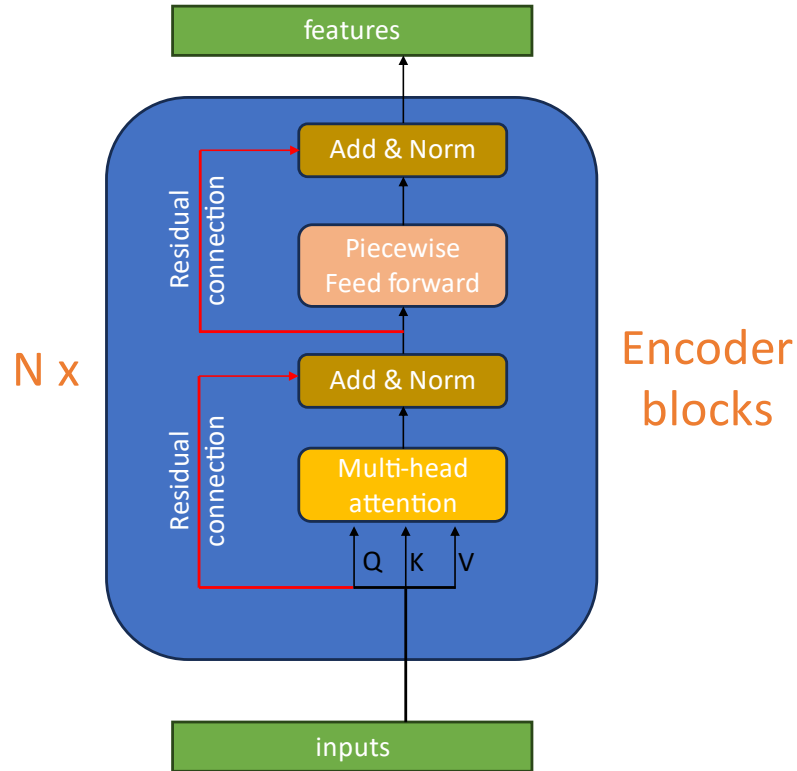 features
Add & Norm
Residual
connection
Piecewise
Feed forward
N x
Encoder
blocks
Add & Norm
Residual
connection
Multi-head
attention
Q K V
inputs